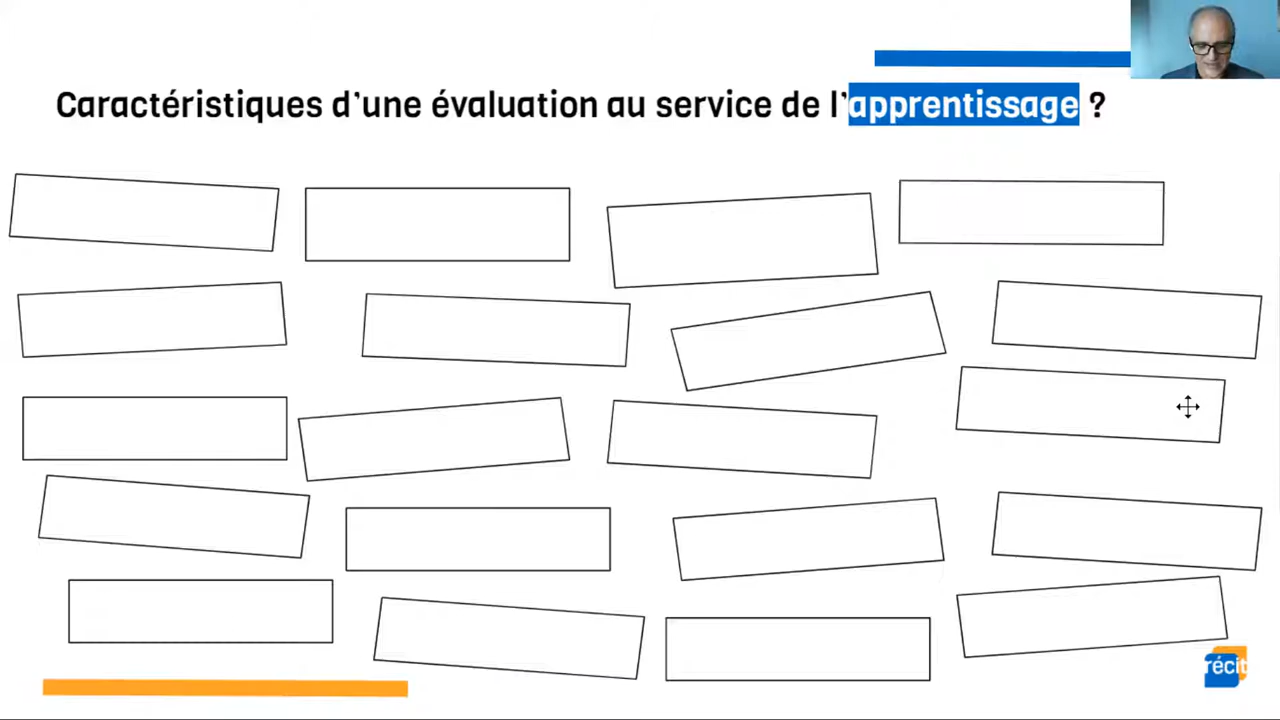 Caractéristiques d'une évaluation au service de l'apprentissage ?
récit